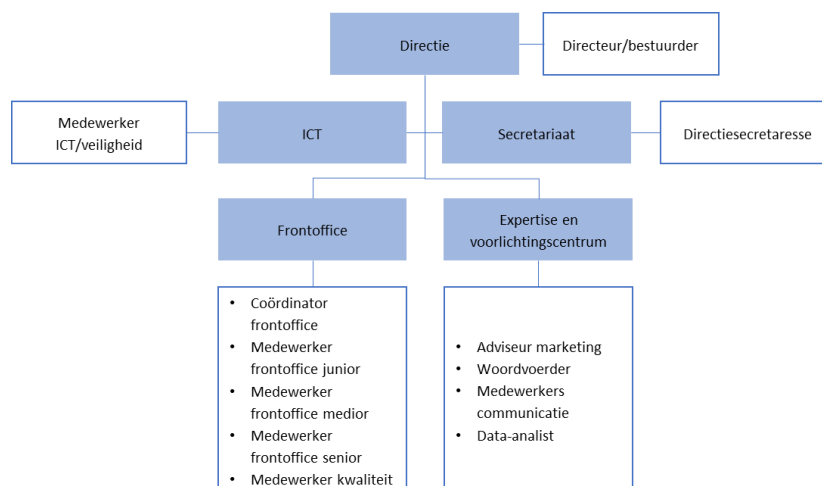 Directie
Directeur/bestuurder
Medewerker
ICT/veiligheid
ICT
Secretariaat
Directiesecretaresse
Frontoffice
Expertise en
voorlichtingscentrum
• Coördinator
frontoffice
• Medewerker
frontoffice junior
• Medewerker
frontoffice medior
• Medewerker
frontoffice senior
• Medewerker kwaliteit
• Adviseur marketing
• Woordvoerder
• Medewerkers
communicatie
• Data-analist